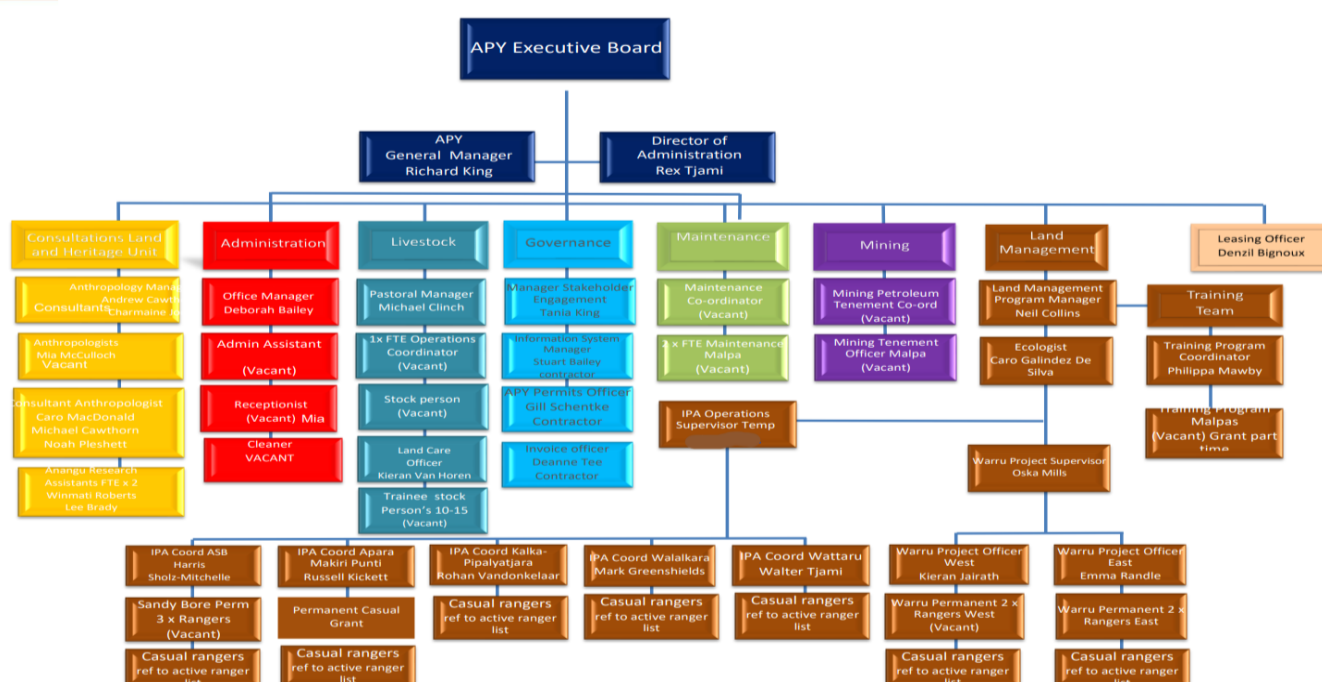 APY Executive Board
APY
General Manager
Richard King
Director of
Administration
Rex Tjami
Consultations Land
and Heritage Unit
Anthropology
Andrew
Consultants
Charmaine
Anthropologists
Mia McCulloch
Vacant
Consultant Anthropologist
Caro MacDonald
Michael Cawthorn
Noah Pleshett
Anangu Research
Assistants FTE x 2
Winmati Roberts
Lee Brady
Administration
Office Manager
Deborah Bailey
Admin Assistant
(Vacant)
Receptionist
(Vacant) Mia
Cleaner
VACANT
Livestock
Pastoral Manager
Michael Clinch
1x FTE Operations
Coordinator
(Vacant)
Stock person
(Vacant)
Land Care
Officer
Kieran Van Horen
Trainee stock
Person's 10-15
(Vacant)
Governance
Manager Stakeholder
Engagement
Tania King
Information System
Manager
Stuart Bailey
contractor
APY Permits Officer
Gill Schentke
Contractor
Invoice officer
Deanne Tee
Contractor
Maintenance
Maintenance
Co-ordinator
(Vacant)
2 x FTE Maintenance
Malpa
(Vacant)
Mining
Mining Petroleum
Tenement Co-ord
(Vacant)
Mining Tenement
Officer Malpa
(Vacant)
Land
Management
Land Management
Program Manager
Neil Collins
Ecologist
Caro Galindez De
Silva
Leasing Officer
Denzil Bignoux
Training
Team
Training Program
Coordinator
Philippa Mawby
Training Program
Malpas
(Vacant) Grant part
time
IPA Operations
Supervisor Temp
Warru Project Supervisor
Oska Mills
IPA Coord ASB
Harris
Sholz-Mitchelle
Sandy Bore Perm
3 x Rangers
(Vacant)
Casual rangers
ref to active ranger
list
IPA Coord Apara
Makiri Punti
Russell Kickett
Permanent Casual
Grant
Casual rangers
ref to active ranger
list
IPA Coord Kalka-
Pipalyatjara
Rohan Vandonkelaar
Casual rangers
ref to active ranger
list
IPA Coord Walalkara
Mark Greenshields
Casual rangers
ref to active ranger
list
IPA Coord Wattaru
Walter Tjami
Casual rangers
ref to active ranger
list
Warru Project Officer
West
Kieran Jairath
Warru Permanent 2 x
Rangers West
(Vacant)
Casual rangers
ref to active ranger
list
Warru Project Officer
East
Emma Randle
Warru Permanent 2 x
Rangers East
Casual rangers
ref to active ranger
list